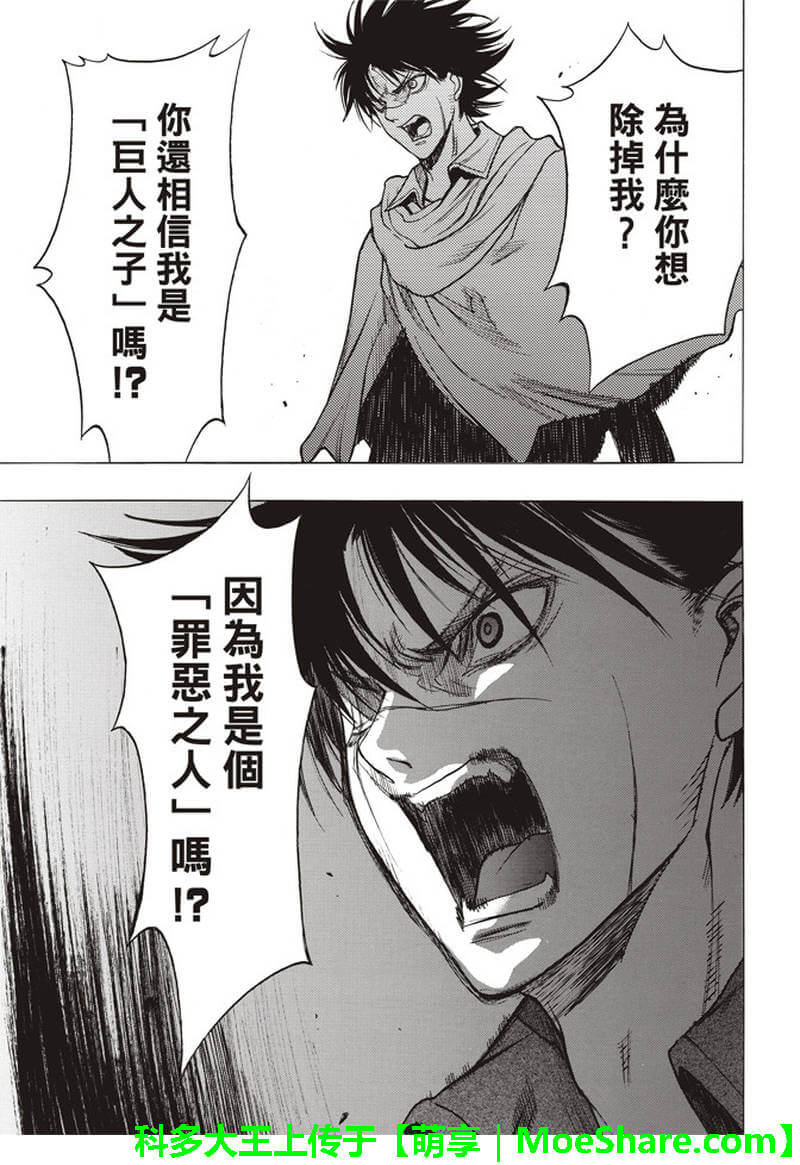 為什麼你想
除掉我？
你還相信我是
「巨人之子」嗎!?
因為我是個
「罪惡之人」嗎!?
科多大王上传于【萌享|MoeShare.com】